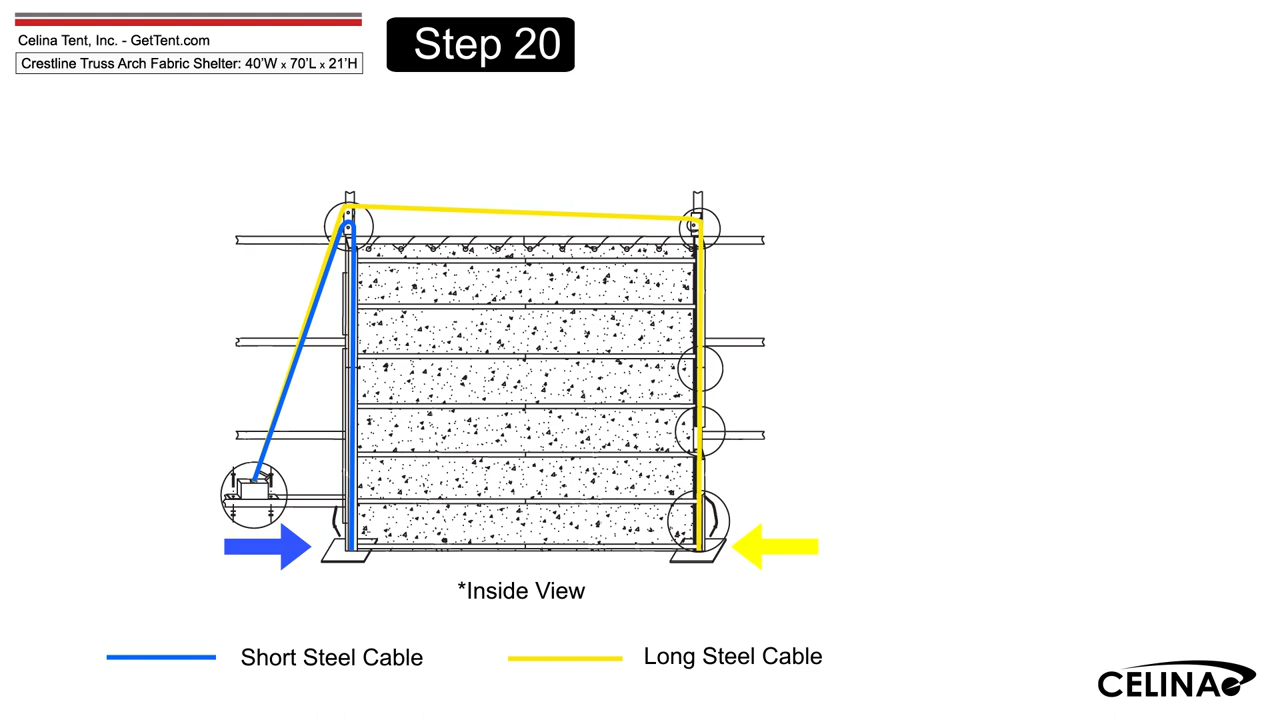 Celina Tent, Inc. - GetTent.com
Crestline Truss Arch Fabric Shelter: 40'W x 70'L x 21'H
Step 20
*Inside View
Short Steel Cable
Long Steel Cable
CELINA